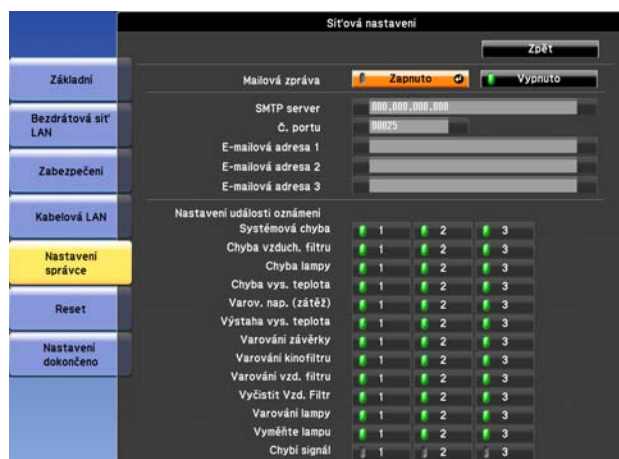 Síťová nastavení
Zpět
Základní
Bezdrátová síť
LAN
Zabezpečení
Kabelová LAN
Nastavení
správce
Reset
Nastavení
dokončeno
Mailová zpráva Zapnuto Vypnuto
SMTP server 000.000.000.000
Č. portu 00025
E-mailová adresa 1
E-mailová adresa 2
E-mailová adresa 3
Nastavení události oznámení
Systémová chyba 1 2 3
Chyba vzduch. filtru 1 2 3
Chyba lampy 1 2 3
Chyba vys. teplota 1 2 3
Varov. nap. (zátěž) 1 2 3
Výstaha vys. teplota 1 2 3
Varování závěrky 1 2 3
Varování kinofiltru 1 2 3
Varování vzd. filtru 1 2 3
Vyčistit Vzd. Filtr 1 2 3
Varování lampy 1 2 3
Vyměňte lampu 1 2 3
Chybí signál 1 2 3